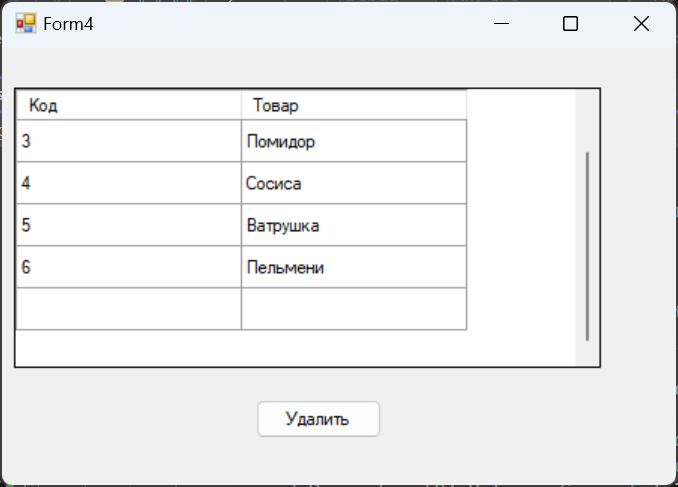 Form4
Код Товар
3 Помидор
4 Сосиса
5 Ватрушка
6 Пельмени
Удалить